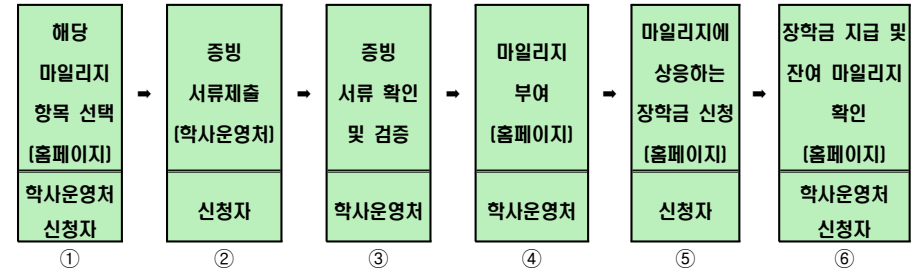 해당
마일리지
항목 선택
(홈페이지)
학사운영처
신청자
①
➡
증빙
서류제출
(학사운영처)
신청자
②
➡
증빙
서류 확인
및 검증
학사운영처
③
➡
마일리지
부여
(홈페이지)
학사운영처
④
➡
마일리지에
상응하는
장학금 신청
(홈페이지)
신청자
⑤
➡
장학금 지급 및
잔여 마일리지
확인
(홈페이지)
학사운영처
신청자
⑥